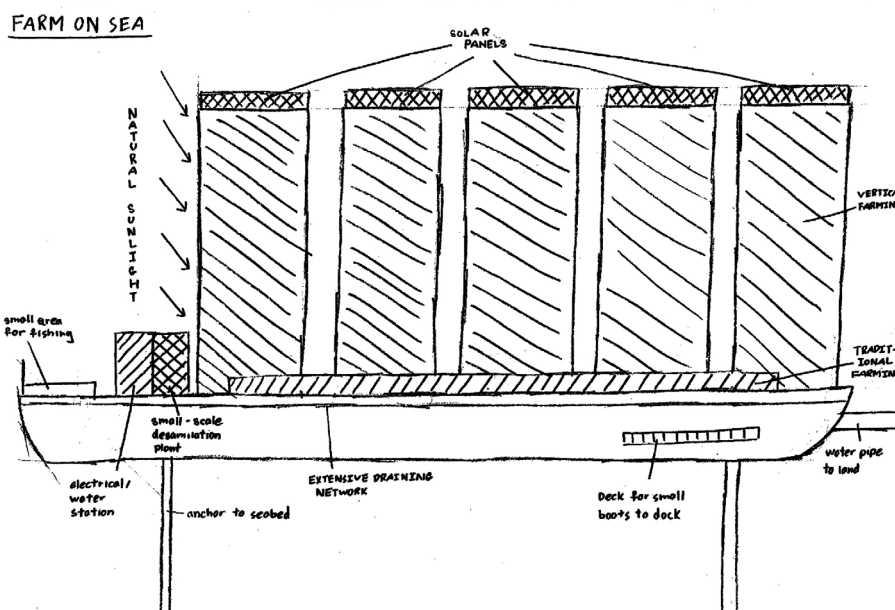 FARM ON SEA
SOLAR
PANELS
NATURAL SUNLIGHT
VERTICA
FARMIN
small area
for fishing
TRADIT-
IONAL
FARMIN
small-scale
desamilation
plant
electrical/
water
station
EXTENSIVE DRAINING
NETWORK
anchor to seabed
Deck for small
boats to dock
water pipe
to land